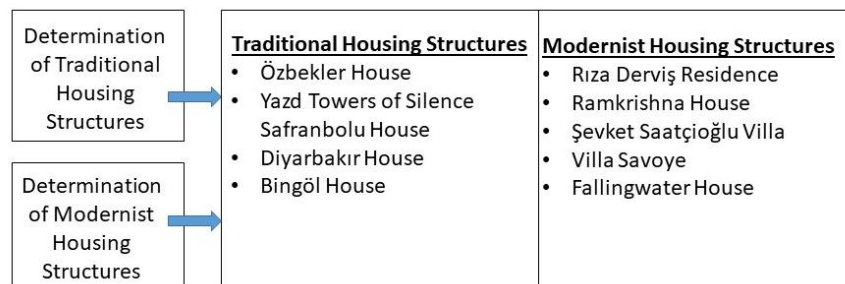 Determination
of Traditional
Housing
Structures
Determination
of Modernist
Housing
Structures
Traditional Housing Structures
• Özbekler House
• Yazd Towers of Silence
Safranbolu House
• Diyarbakır House
• Bingöl House
Modernist Housing Structures
• Rıza Derviş Residence
• Ramkrishna House
• Şevket Saatçioğlu Villa
• Villa Savoye
• Fallingwater House